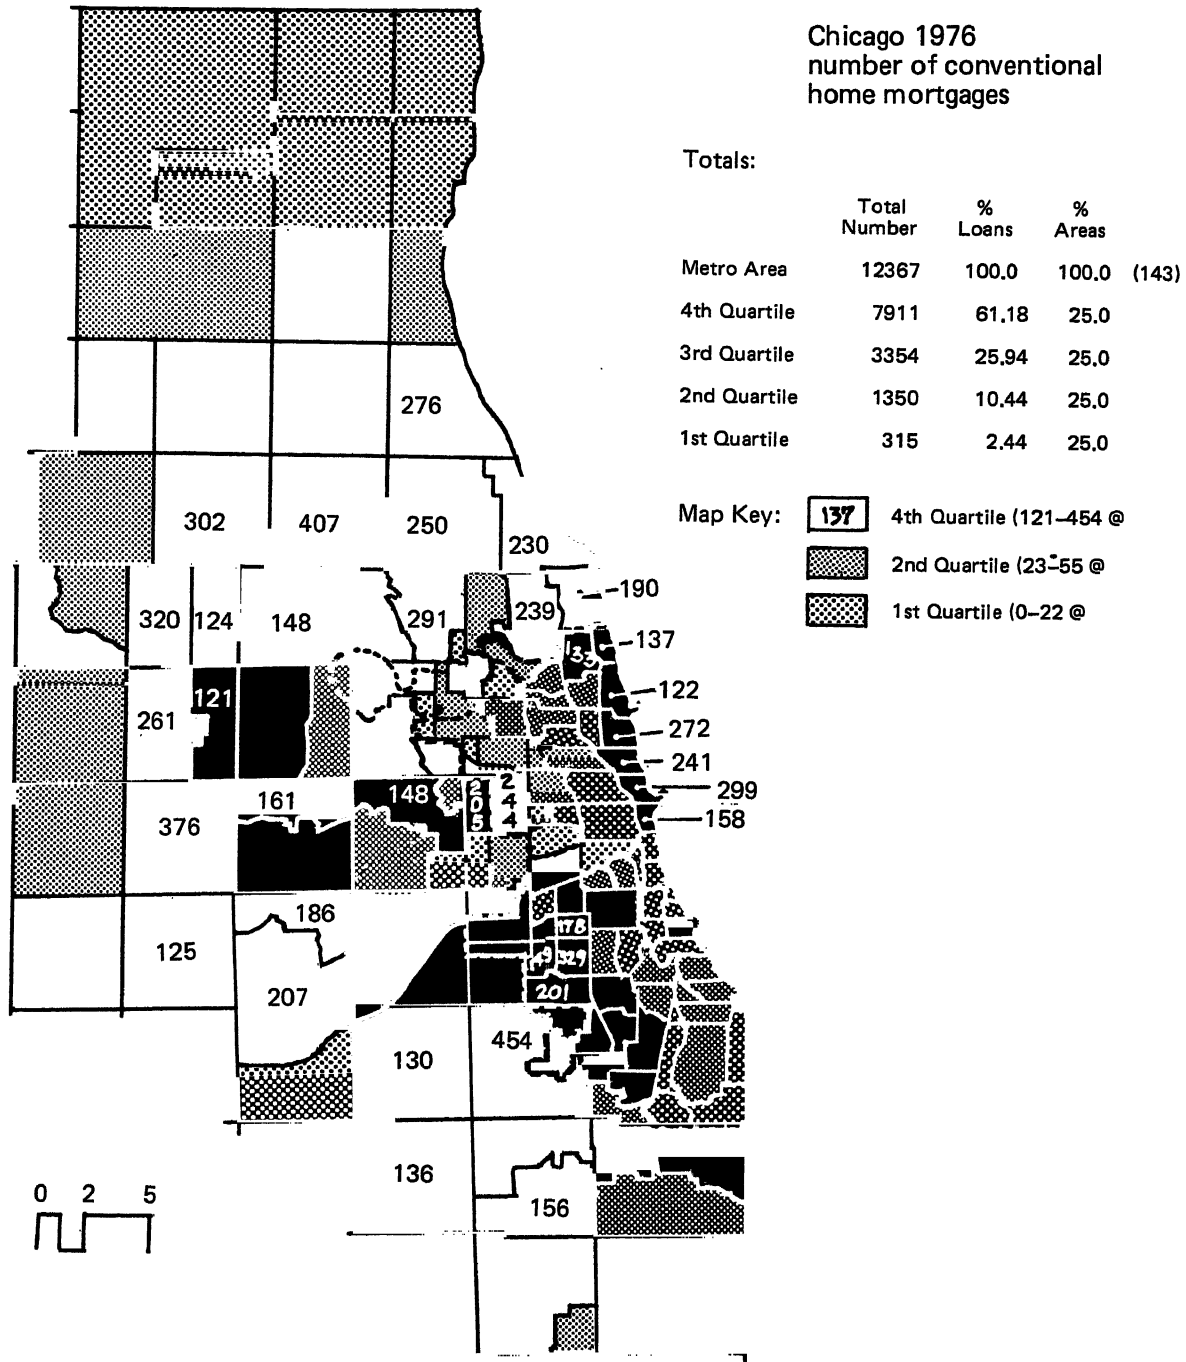 Chicago 1976
number of conventional
home mortgages
Totals:
Total Number % Loans % Areas
Metro Area 12367 100.0 100.0 (143)
4th Quartile 7911 61.18 25.0
3rd Quartile 3354 25.94 25.0
2nd Quartile 1350 10.44 25.0
1st Quartile 315 2.44 25.0
Map Key:
137 4th Quartile (121–454 @
2nd Quartile (23–55 @
1st Quartile (0–22 @
276
302 407 250
230
190
320 124 148 291 239
137
135
121
122
261
272
241
299
161 148 205 244
158
376
186
178
125
49 329
207
201
454
130
136
156
0 2 5